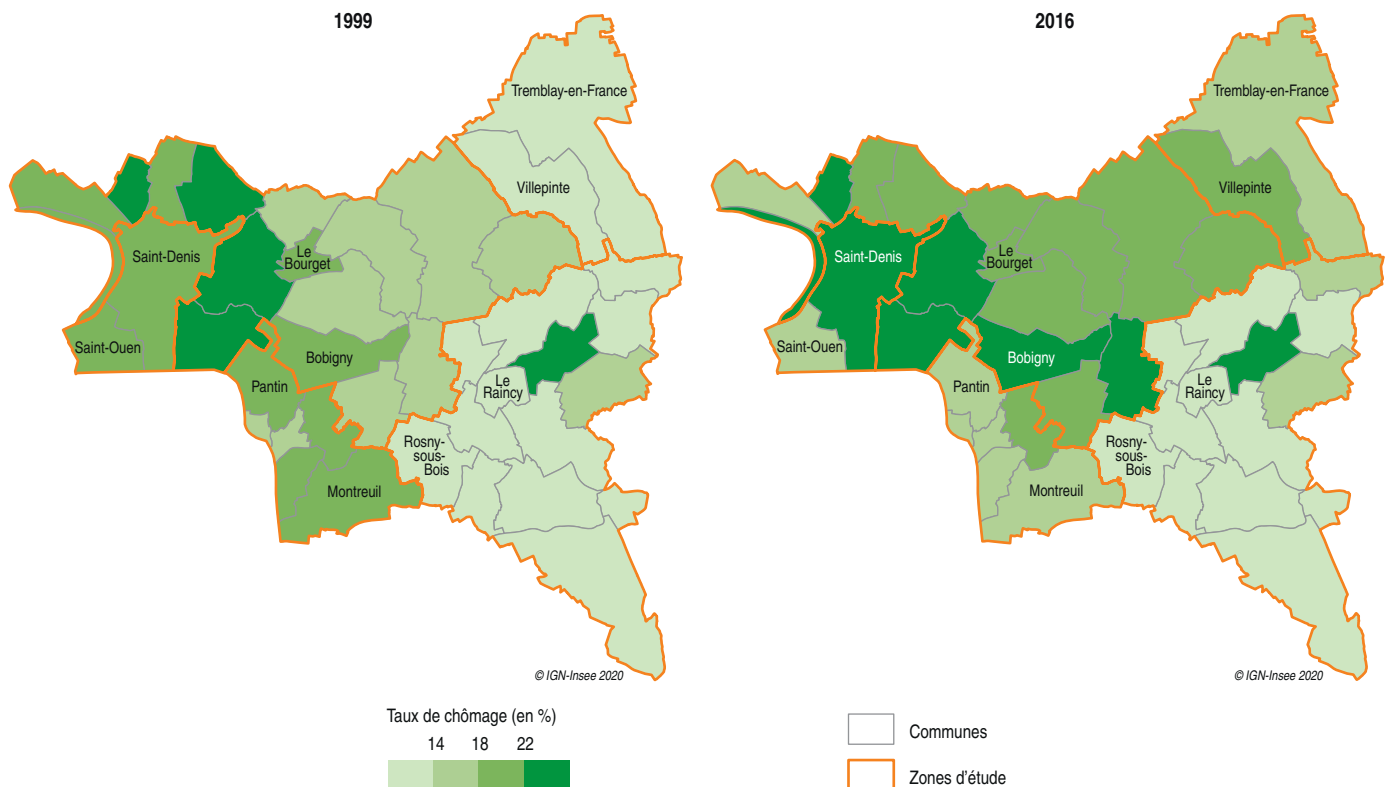 1999
Tremblay-en-France
Villepinte
Saint-Denis
Le
Bourget
Saint-Ouen
Bobigny
Pantin
Le
Raincy
Rosny-
sous-
Bois
Montreuil
© IGN-Insee 2020
2016
Tremblay-en-France
Villepinte
Saint-Denis
Le
Bourget
Saint-Ouen
Bobigny
Pantin
Le
Raincy
Rosny-
sous-
Bois
Montreuil
© IGN-Insee 2020
Taux de chômage (en %)
14 18 22
Communes
Zones d'étude